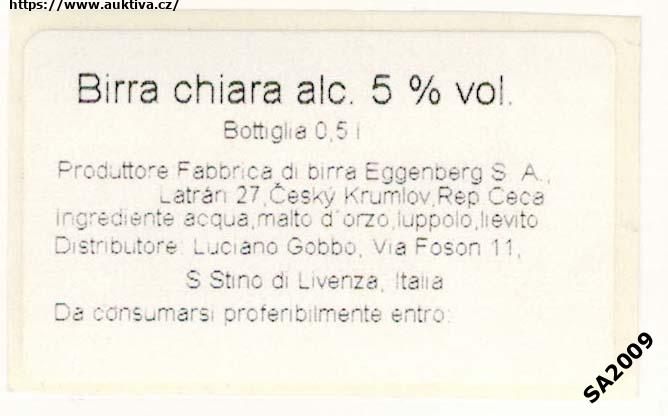 https://www.auktiva.cz/
Birra chiara alc. 5 % vol.
Bottiglia 0,5 l
Produttore Fabbrica di birra Eggenberg S. A.,
Latrán 27,Český Krumlov,Rep Ceca
Ingrediente acqua,malto d´orzo,luppolo,lievito
Distributore: Luciano Gobbo, Via Foson 11,
S Stino di Livenza, Italia
Da consumarsi proferibilmente entro:
SA2009